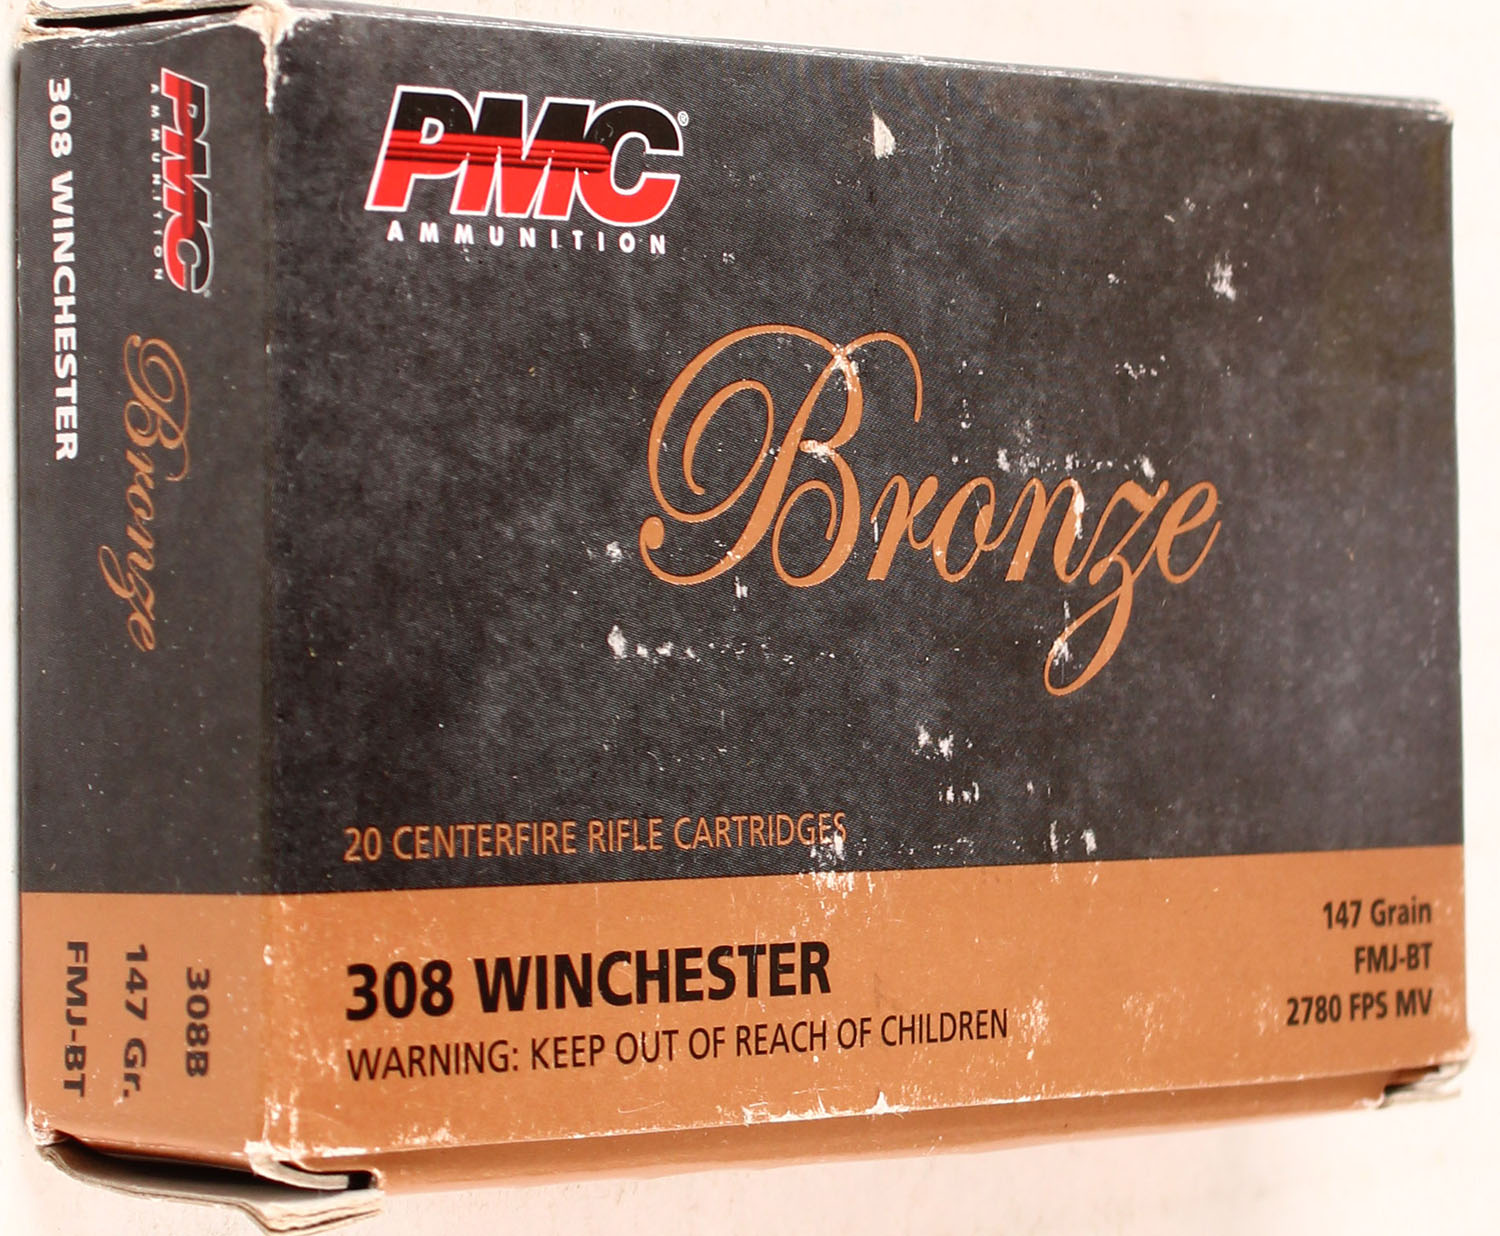 PMC®
AMMUNITION
Bronze
20 CENTERFIRE RIFLE CARTRIDGES
308 WINCHESTER
WARNING: KEEP OUT OF REACH OF CHILDREN
147 Grain
FMJ-BT
2780 FPS MV
PMC
AMMUNITION
Bronze
308 WINCHESTER
308B
147 Gr.
FMJ-BT